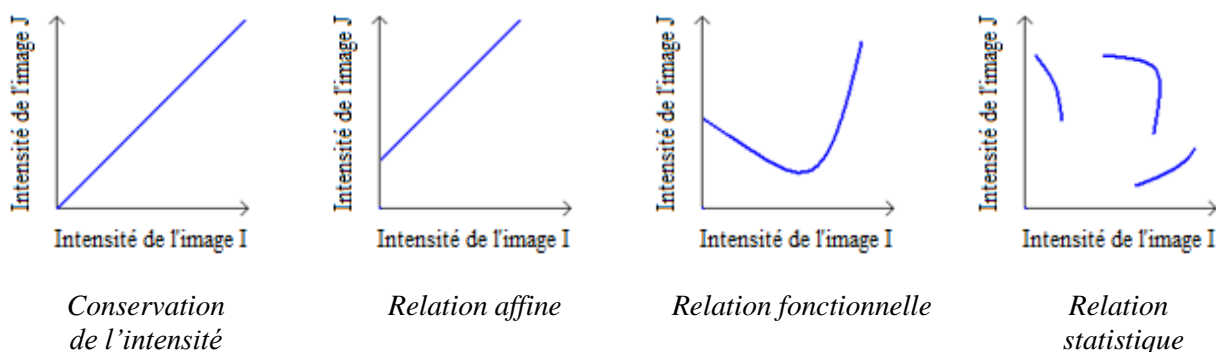 Intensité de l'image J
Intensité de l'image I
Intensité de l'image J
Intensité de l'image I
Intensité de l'image J
Intensité de l'image I
Intensité de l'image J
Intensité de l'image I
Conservation
de l’intensité
Relation affine
Relation fonctionnelle
Relation
statistique